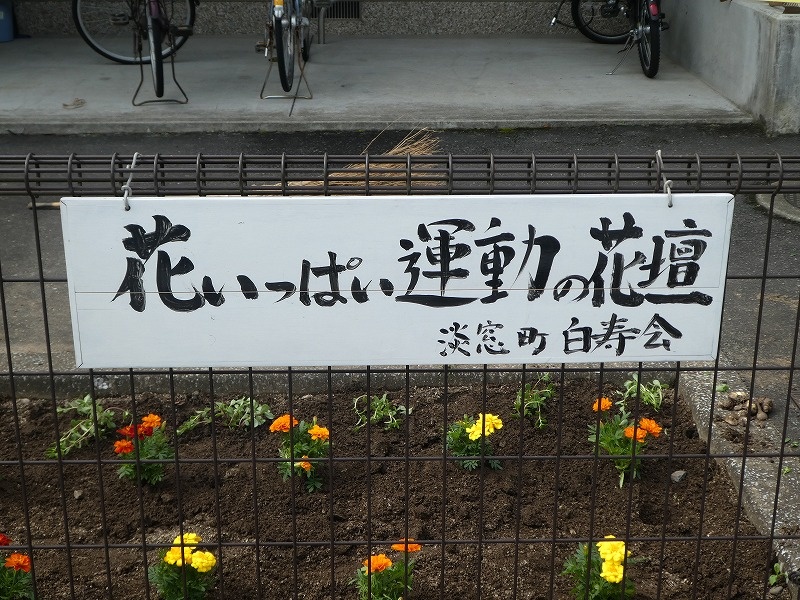 花いっぱい運動の花壇
淡窓町 白寿会